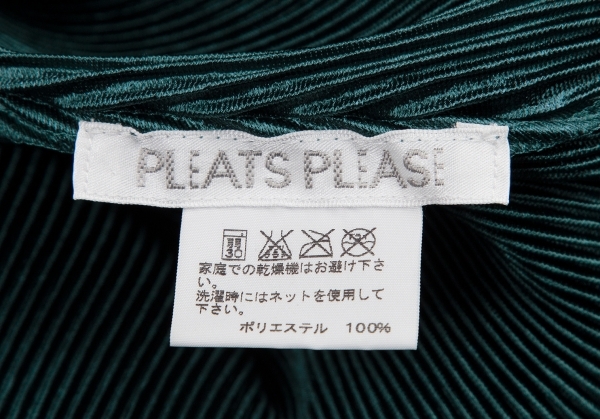 PLEATS PLEASE
家庭での乾燥機はお避け下さ
い。
洗濯時にはネットを使用して
下さい。
ポリエステル 100%